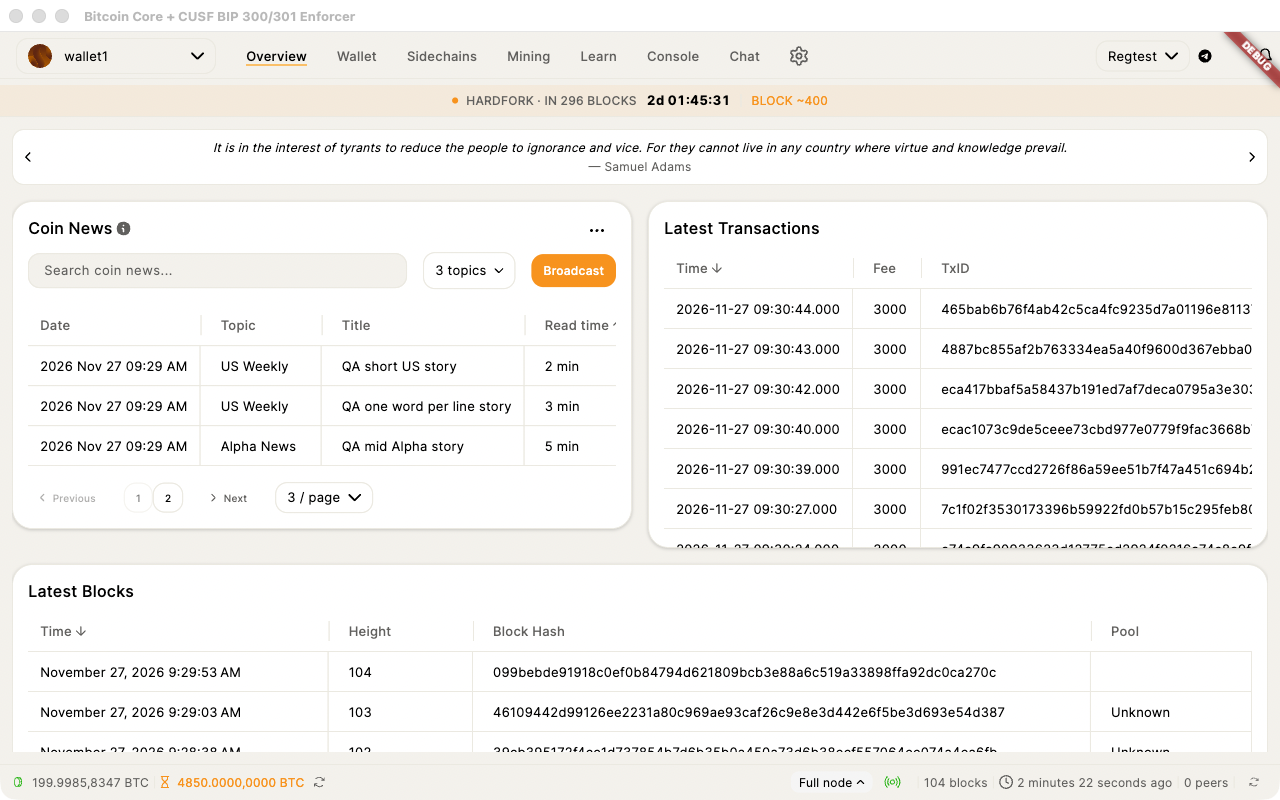 Bitcoin Core + CUSF BIP 300/301 Enforcer
wallet1
Overview
Wallet
Sidechains
Mining
Learn
Console
Chat
Regtest
DEBUG
HARDFORK · IN 296 BLOCKS 2d 01:45:31 BLOCK ~400
It is in the interest of tyrants to reduce the people to ignorance and vice. For they cannot live in any country where virtue and knowledge prevail.
— Samuel Adams
Coin News
Search coin news...
3 topics
Broadcast
Date Topic Title Read time
2026 Nov 27 09:29 AM US Weekly QA short US story 2 min
2026 Nov 27 09:29 AM US Weekly QA one word per line story 3 min
2026 Nov 27 09:29 AM Alpha News QA mid Alpha story 5 min
Previous 1 2 Next 3 / page
Latest Transactions
Time Fee TxID
2026-11-27 09:30:44.000 3000 465bab6b76f4ab42c5ca4fc9235d7a01196e8113
2026-11-27 09:30:43.000 3000 4887bc855af2b763334ea5a40f9600d367ebba0
2026-11-27 09:30:42.000 3000 eca417bbaf5a58437b191ed7af7deca0795a3e303
2026-11-27 09:30:40.000 3000 ecac1073c9de5ceee73cbd977e0779f9fac3668b
2026-11-27 09:30:39.000 3000 991ec7477ccd2726f86a59ee51b7f47a451c694b2
2026-11-27 09:30:27.000 3000 7c1f02f3530173396b59922fd0b57b15c295feb80
Latest Blocks
Time Height Block Hash Pool
November 27, 2026 9:29:53 AM 104 099bebde91918c0ef0b84794d621809bcb3e88a6c519a33898ffa92dc0ca270c
November 27, 2026 9:29:03 AM 103 46109442d99126ee2231a80c969ae93caf26c9e8e3d442e6f5be3d693e54d387 Unknown
November 27, 2026 9:28:38 AM 102 Unknown
199.9985,8347 BTC
4850.0000,0000 BTC
Full node
104 blocks
2 minutes 22 seconds ago
0 peers